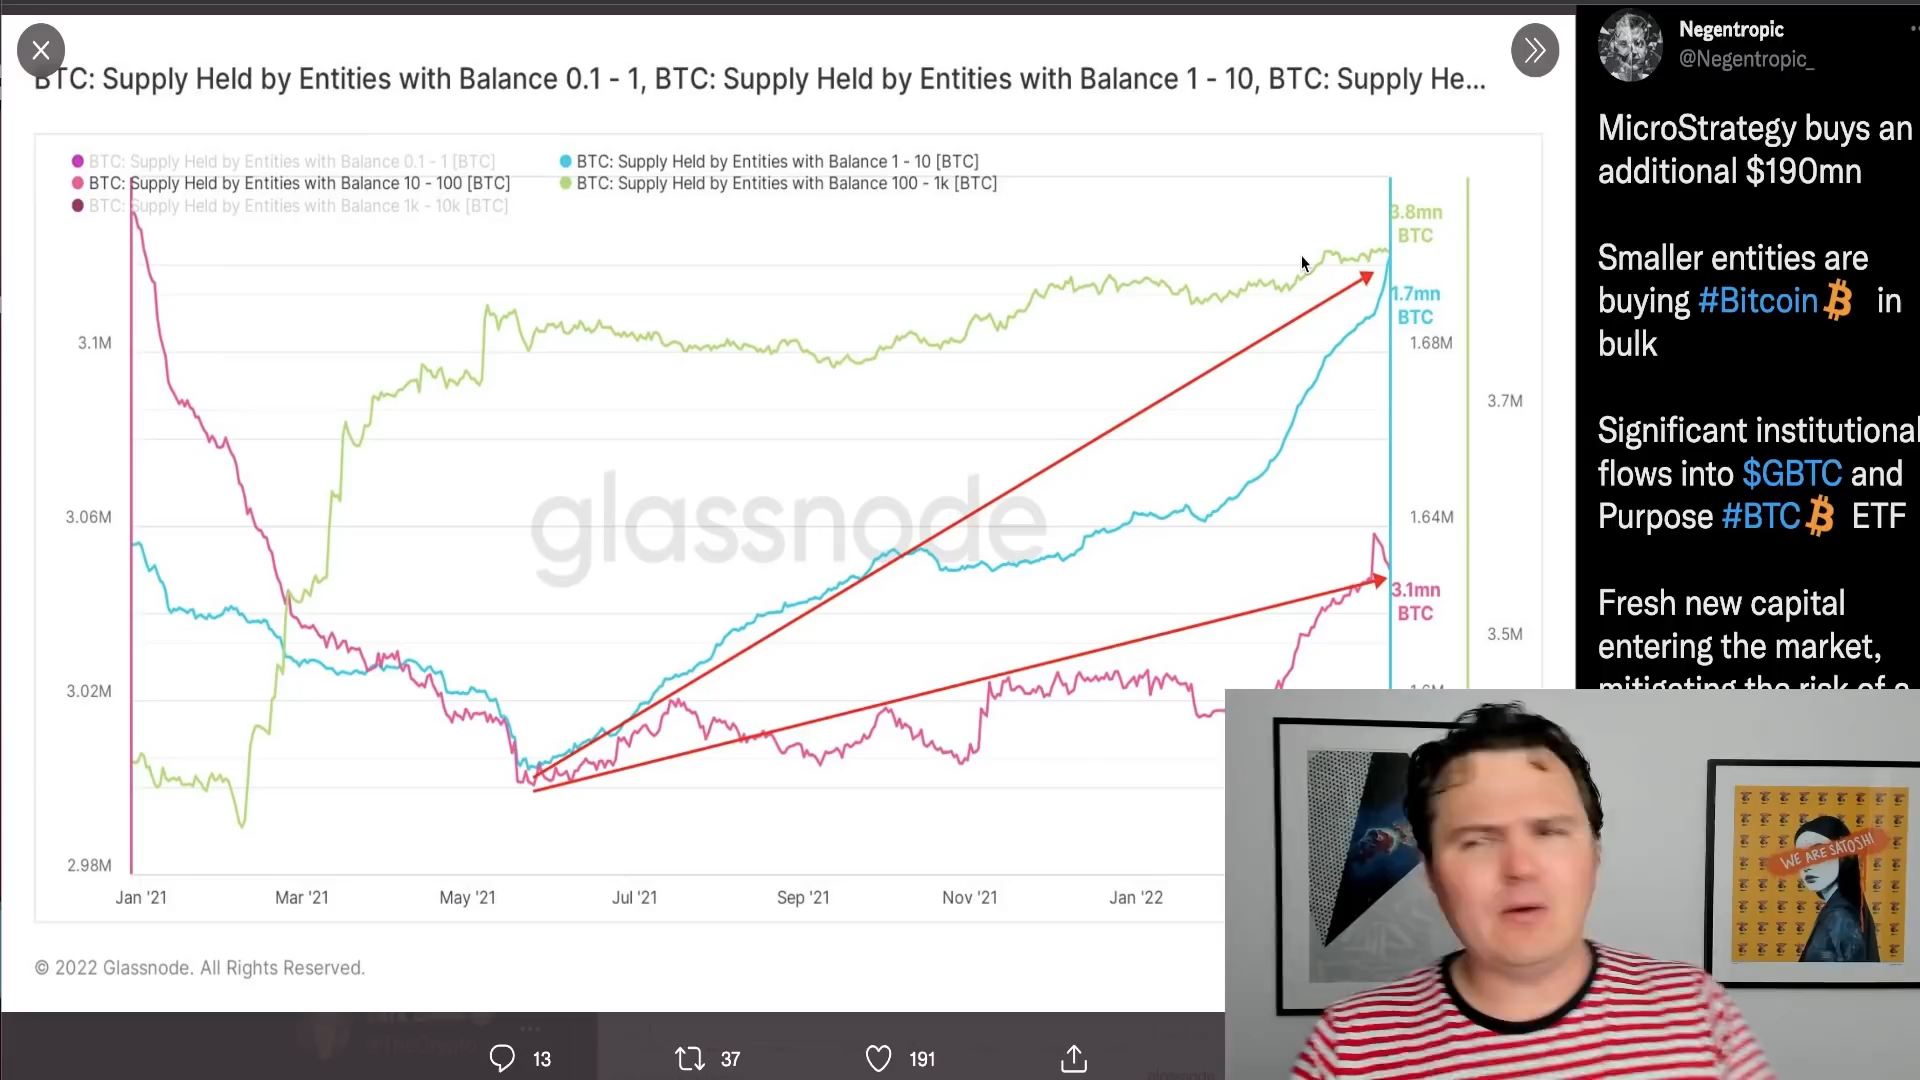 BTC: Supply Held by Entities with Balance 0.1 - 1, BTC: Supply Held by Entities with Balance 1 - 10, BTC: Supply He...
BTC: Supply Held by Entities with Balance 0.1 - 1 [BTC]
BTC: Supply Held by Entities with Balance 1 - 10 [BTC]
BTC: Supply Held by Entities with Balance 10 - 100 [BTC]
BTC: Supply Held by Entities with Balance 100 - 1k [BTC]
BTC: Supply Held by Entities with Balance 1k - 10k [BTC]
3.8mn
BTC
1.7mn
BTC
3.1mn
BTC
3.1M
3.06M
3.02M
2.98M
1.68M
1.64M
3.7M
3.5M
glassnode
Jan '21
Mar '21
May '21
Jul '21
Sep '21
Nov '21
Jan '22
© 2022 Glassnode. All Rights Reserved.
13
37
191
Negentropic
@Negentropic_
MicroStrategy buys an
additional $190mn
Smaller entities are
buying #Bitcoin in
bulk
Significant institutional
flows into $GBTC and
Purpose #BTC ETF
Fresh new capital
entering the market,
mitigating the risk of a
WE ARE SATOSHI